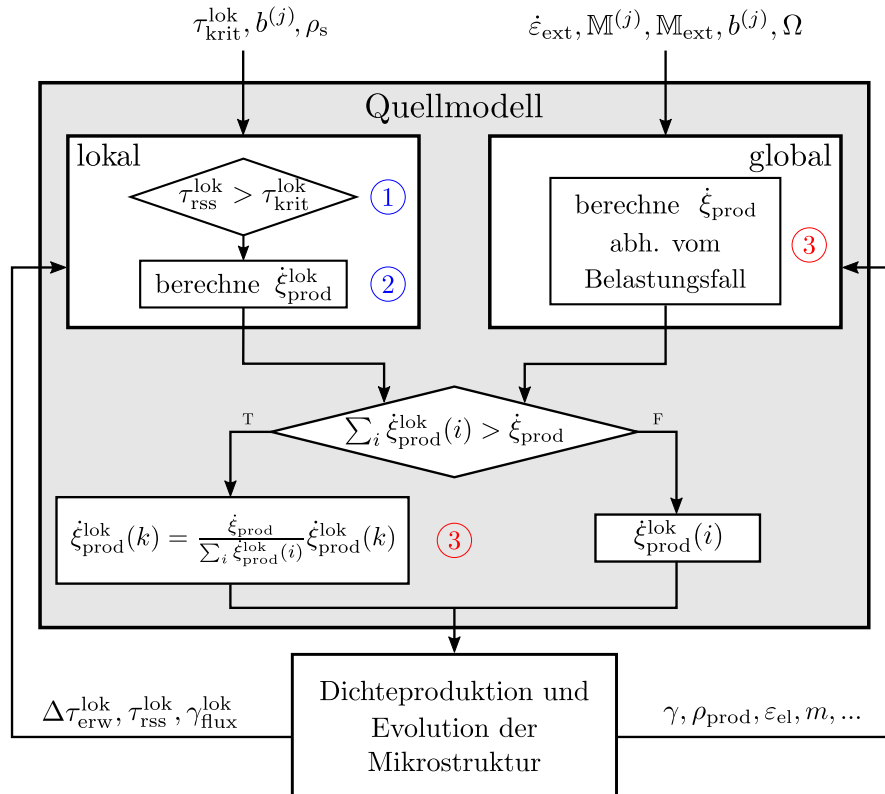 τ_krit^lok, b^(j), ρ_s
ε̇_ext, 𝕄^(j), 𝕄_ext, b^(j), Ω
Quellmodell
lokal
τ_rss^lok > τ_krit^lok
1
berechne ξ̇_prod^lok
2
global
berechne ξ̇_prod
abh. vom
Belastungsfall
3
∑_i ξ̇_prod^lok(i) > ξ̇_prod
T
F
ξ̇_prod^lok(k) = ξ̇_prod / ∑_i ξ̇_prod^lok(i) ξ̇_prod^lok(k)
3
ξ̇_prod^lok(i)
Δτ_erw^lok, τ_rss^lok, γ_flux^lok
Dichteproduktion und
Evolution der
Mikrostruktur
γ, ρ_prod, ε_el, m, ...